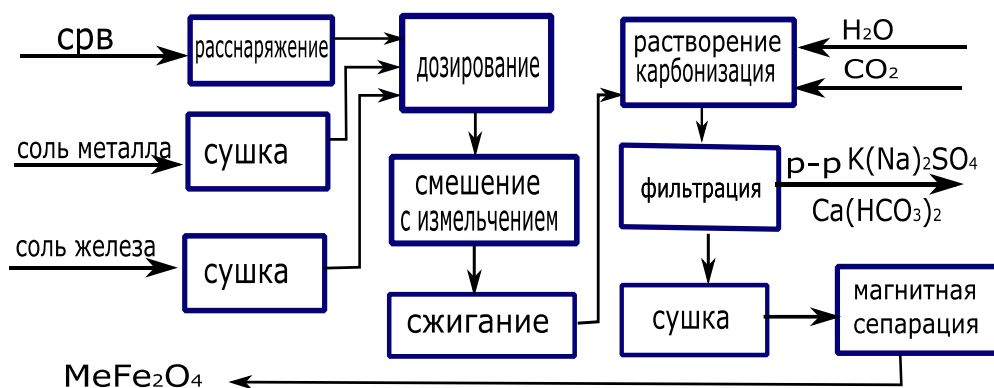 срв
расснаряжение
дозирование
растворение
карбонизация
H₂O
CO₂
соль металла
сушка
смешение
с измельчением
фильтрация
р-р K(Na)₂SO₄
Ca(HCO₃)₂
соль железа
сушка
сжигание
сушка
магнитная
сепарация
MeFe₂O₄